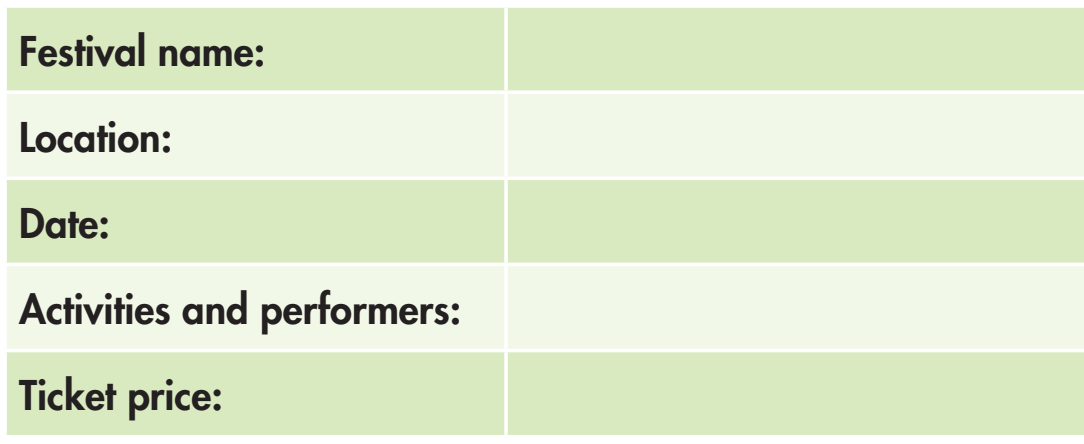 Festival name:
Location:
Date:
Activities and performers:
Ticket price: